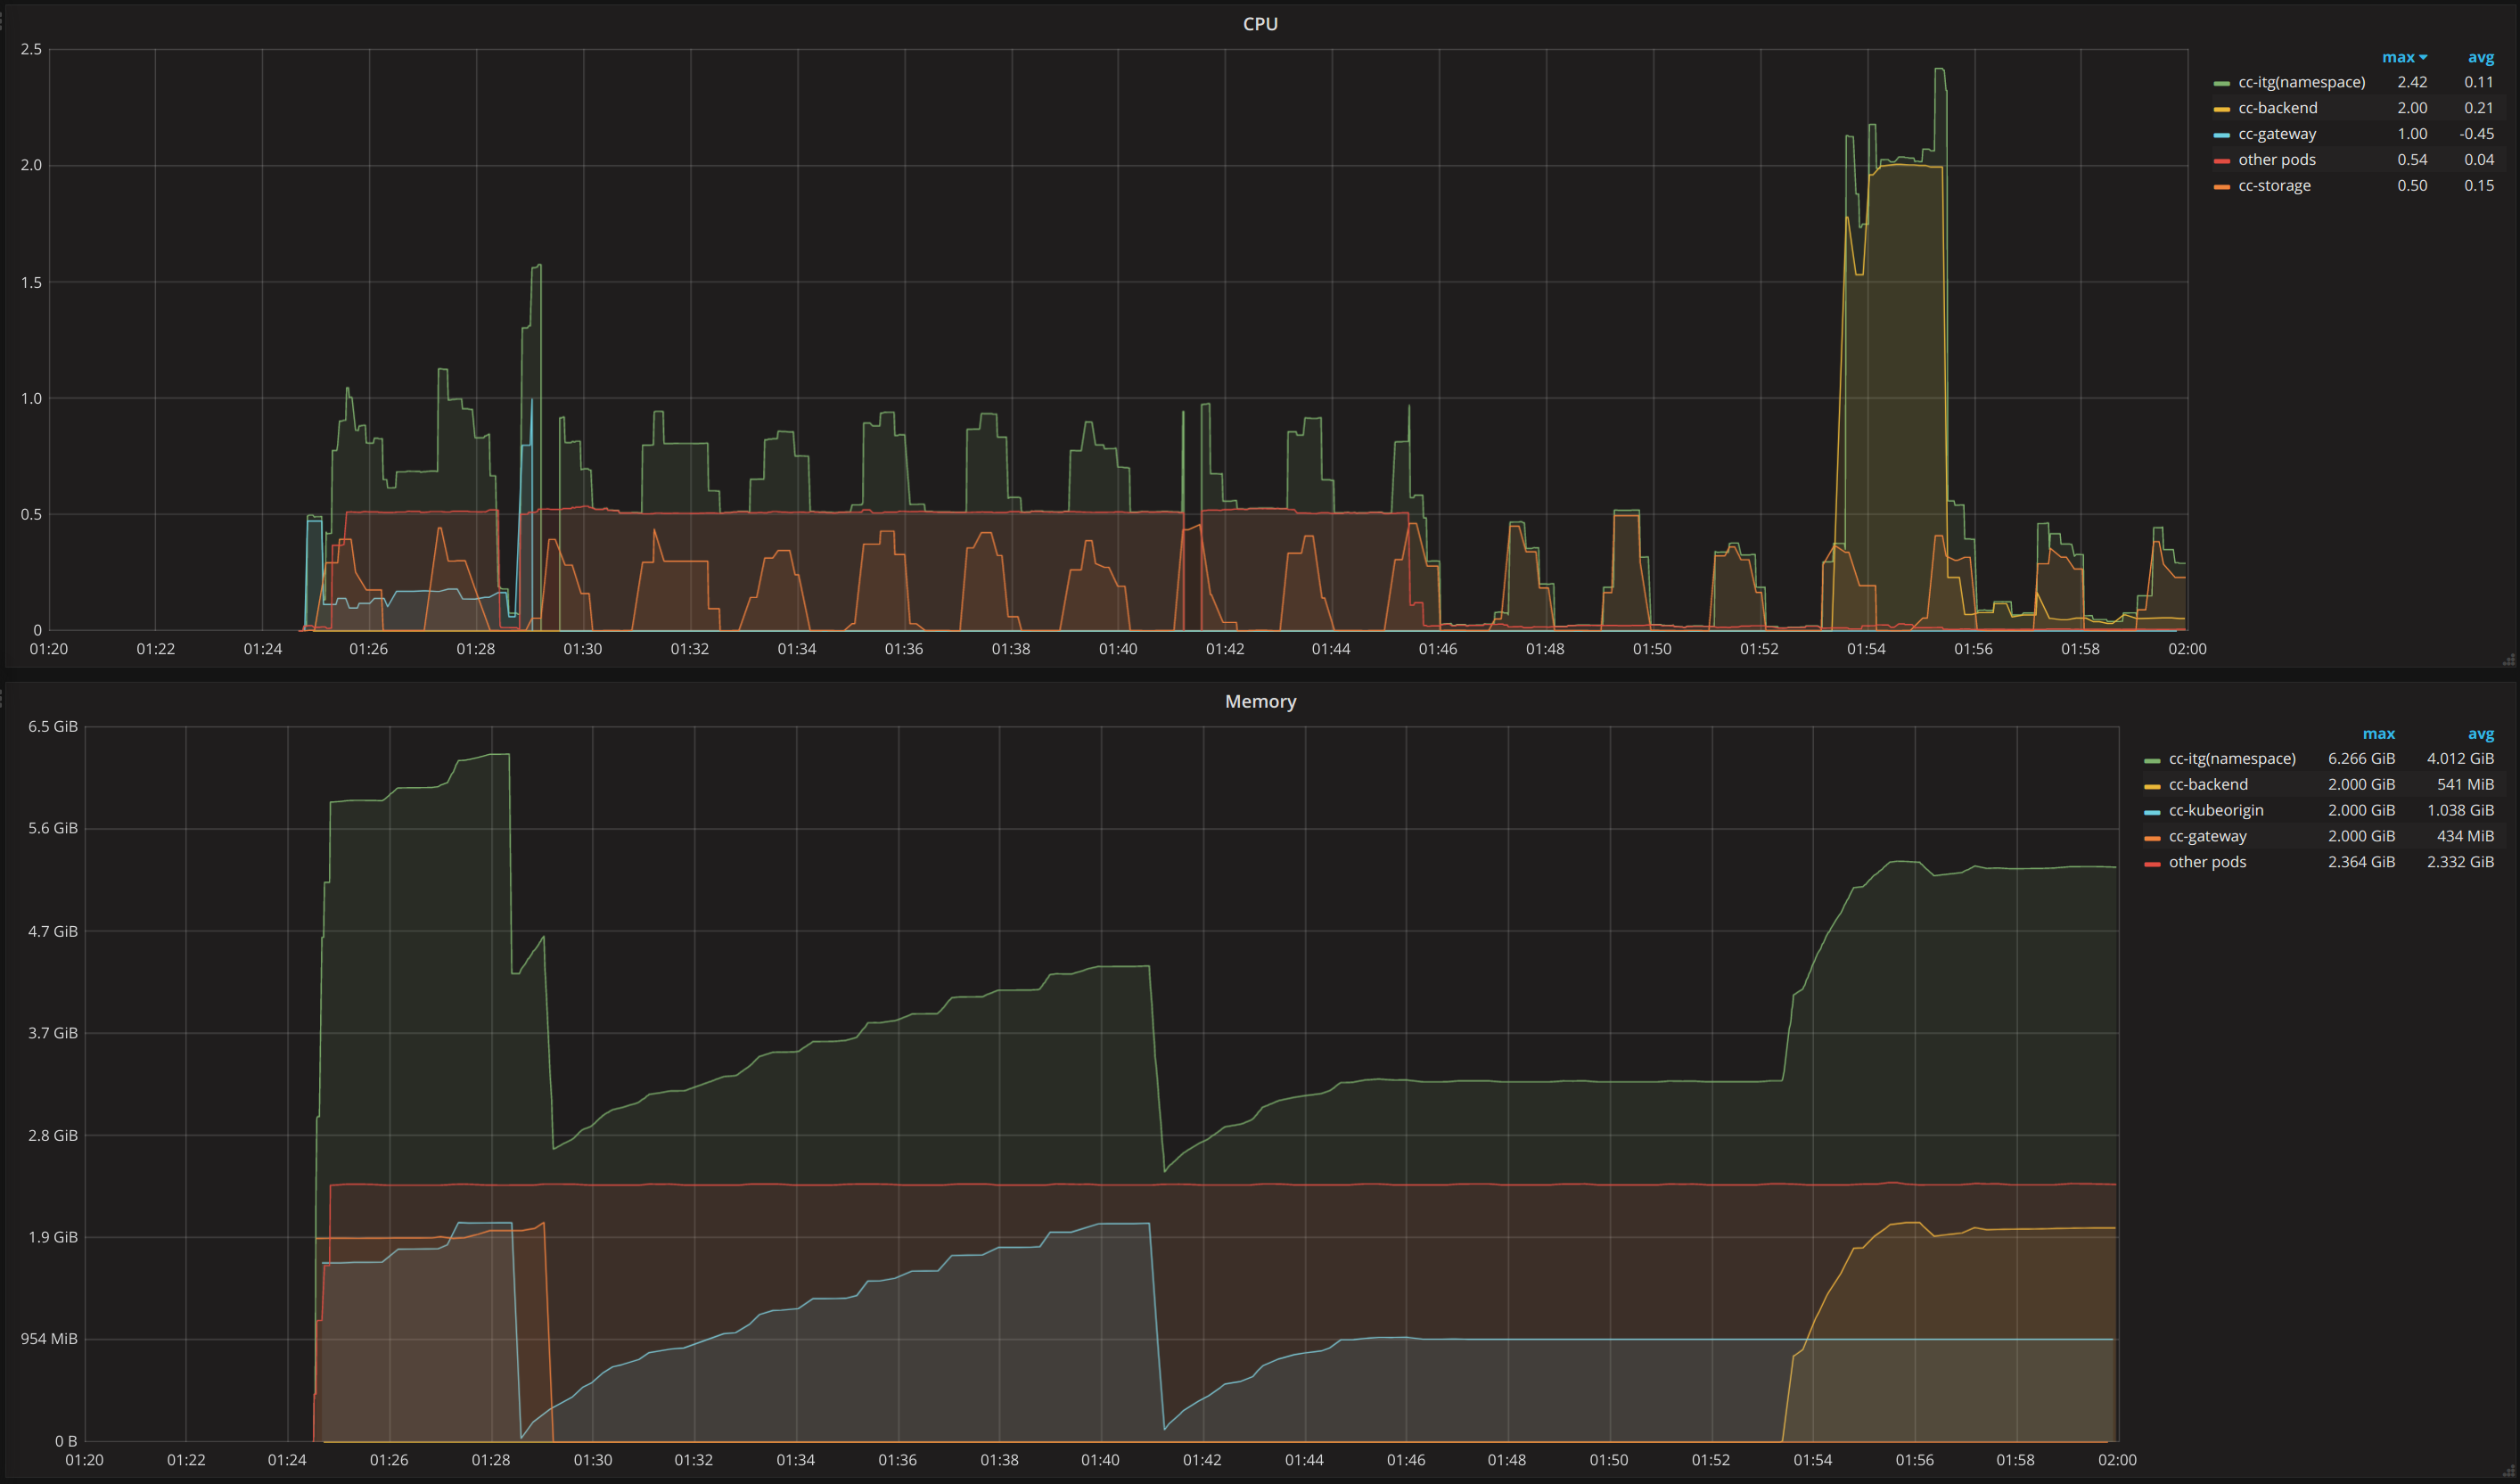 CPU
2.5
2.0
1.5
1.0
0.5
0
01:20 01:22 01:24 01:26 01:28 01:30 01:32 01:34 01:36 01:38 01:40 01:42 01:44 01:46 01:48 01:50 01:52 01:54 01:56 01:58 02:00
max avg
cc-itg(namespace) 2.42 0.11
cc-backend 2.00 0.21
cc-gateway 1.00 -0.45
other pods 0.54 0.04
cc-storage 0.50 0.15
Memory
6.5 GiB
5.6 GiB
4.7 GiB
3.7 GiB
2.8 GiB
1.9 GiB
954 MiB
0 B
01:20 01:22 01:24 01:26 01:28 01:30 01:32 01:34 01:36 01:38 01:40 01:42 01:44 01:46 01:48 01:50 01:52 01:54 01:56 01:58 02:00
max avg
cc-itg(namespace) 6.266 GiB 4.012 GiB
cc-backend 2.000 GiB 541 MiB
cc-kubeorigin 2.000 GiB 1.038 GiB
cc-gateway 2.000 GiB 434 MiB
other pods 2.364 GiB 2.332 GiB